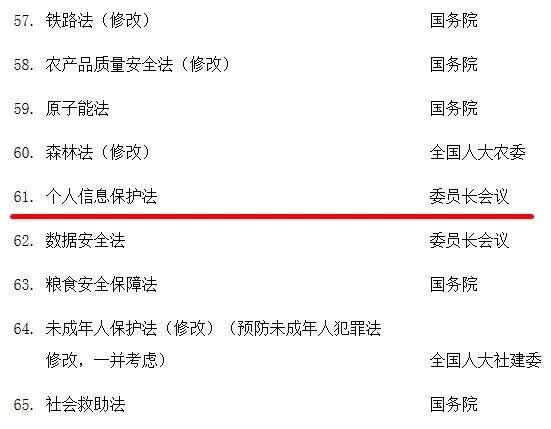 57. 铁路法（修改） 国务院
58. 农产品质量安全法（修改） 国务院
59. 原子能法 国务院
60. 森林法（修改） 全国人大农委
61. 个人信息保护法 委员长会议
62. 数据安全法 委员长会议
63. 粮食安全保障法 国务院
64. 未成年人保护法（修改）（预防未成年人犯罪法
修改，一并考虑） 全国人大社建委
65. 社会救助法 国务院